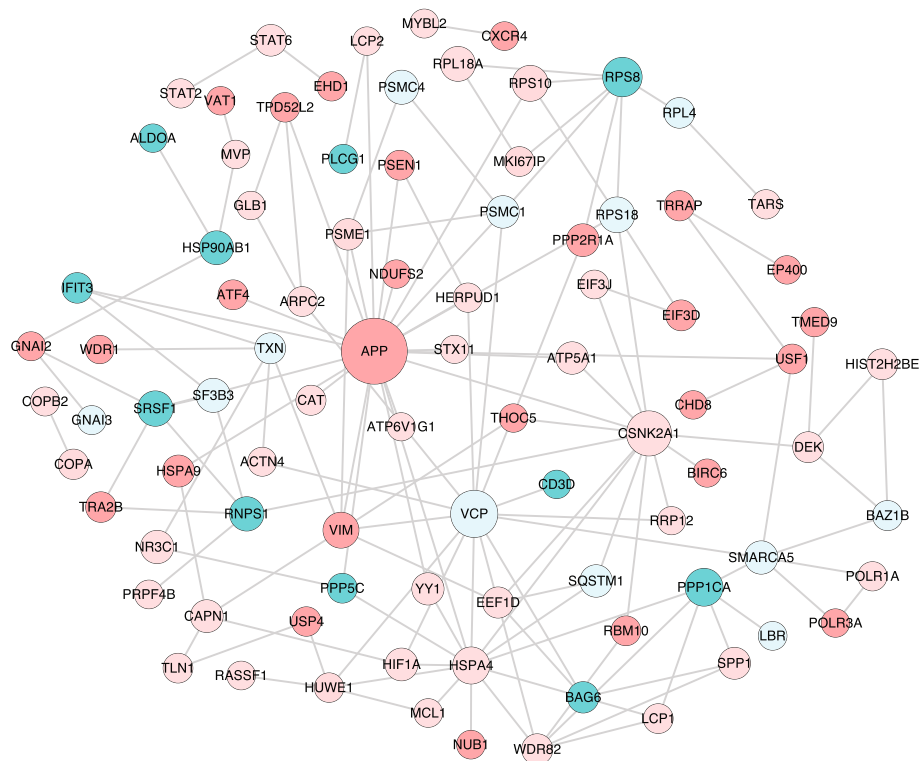 MYBL2
CXCR4
STAT6
LCP2
RPL18A
RPS10
RPS8
EHD1
PSMC4
STAT2
VAT1
TPD52L2
RPL4
ALDOA
MVP
PLCG1
PSEN1
MKI67IP
GLB1
TRRAP
TARS
PSMC1
RPS18
PSME1
HSP90AB1
PPP2R1A
EP400
NDUFS2
IFIT3
ATF4
ARPC2
HERPUD1
EIF3J
EIF3D
TMED9
GNAI2
WDR1
TXN
APP
STX11
ATP5A1
USF1
HIST2H2BE
COPB2
GNAI3
SRSF1
SF3B3
CAT
ATP6V1G1
THOC5
CHD8
CSNK2A1
DEK
COPA
HSPA9
ACTN4
BIRC6
CD3D
TRA2B
RNPS1
VCP
RRP12
BAZ1B
VIM
NR3C1
SMARCA5
PRPF4B
PPP5C
YY1
EEF1D
SQSTM1
PPP1CA
POLR1A
CAPN1
USP4
RBM10
LBR
POLR3A
TLN1
RASSF1
HUWE1
HIF1A
HSPA4
SPP1
BAG6
MCL1
LCP1
NUB1
WDR82